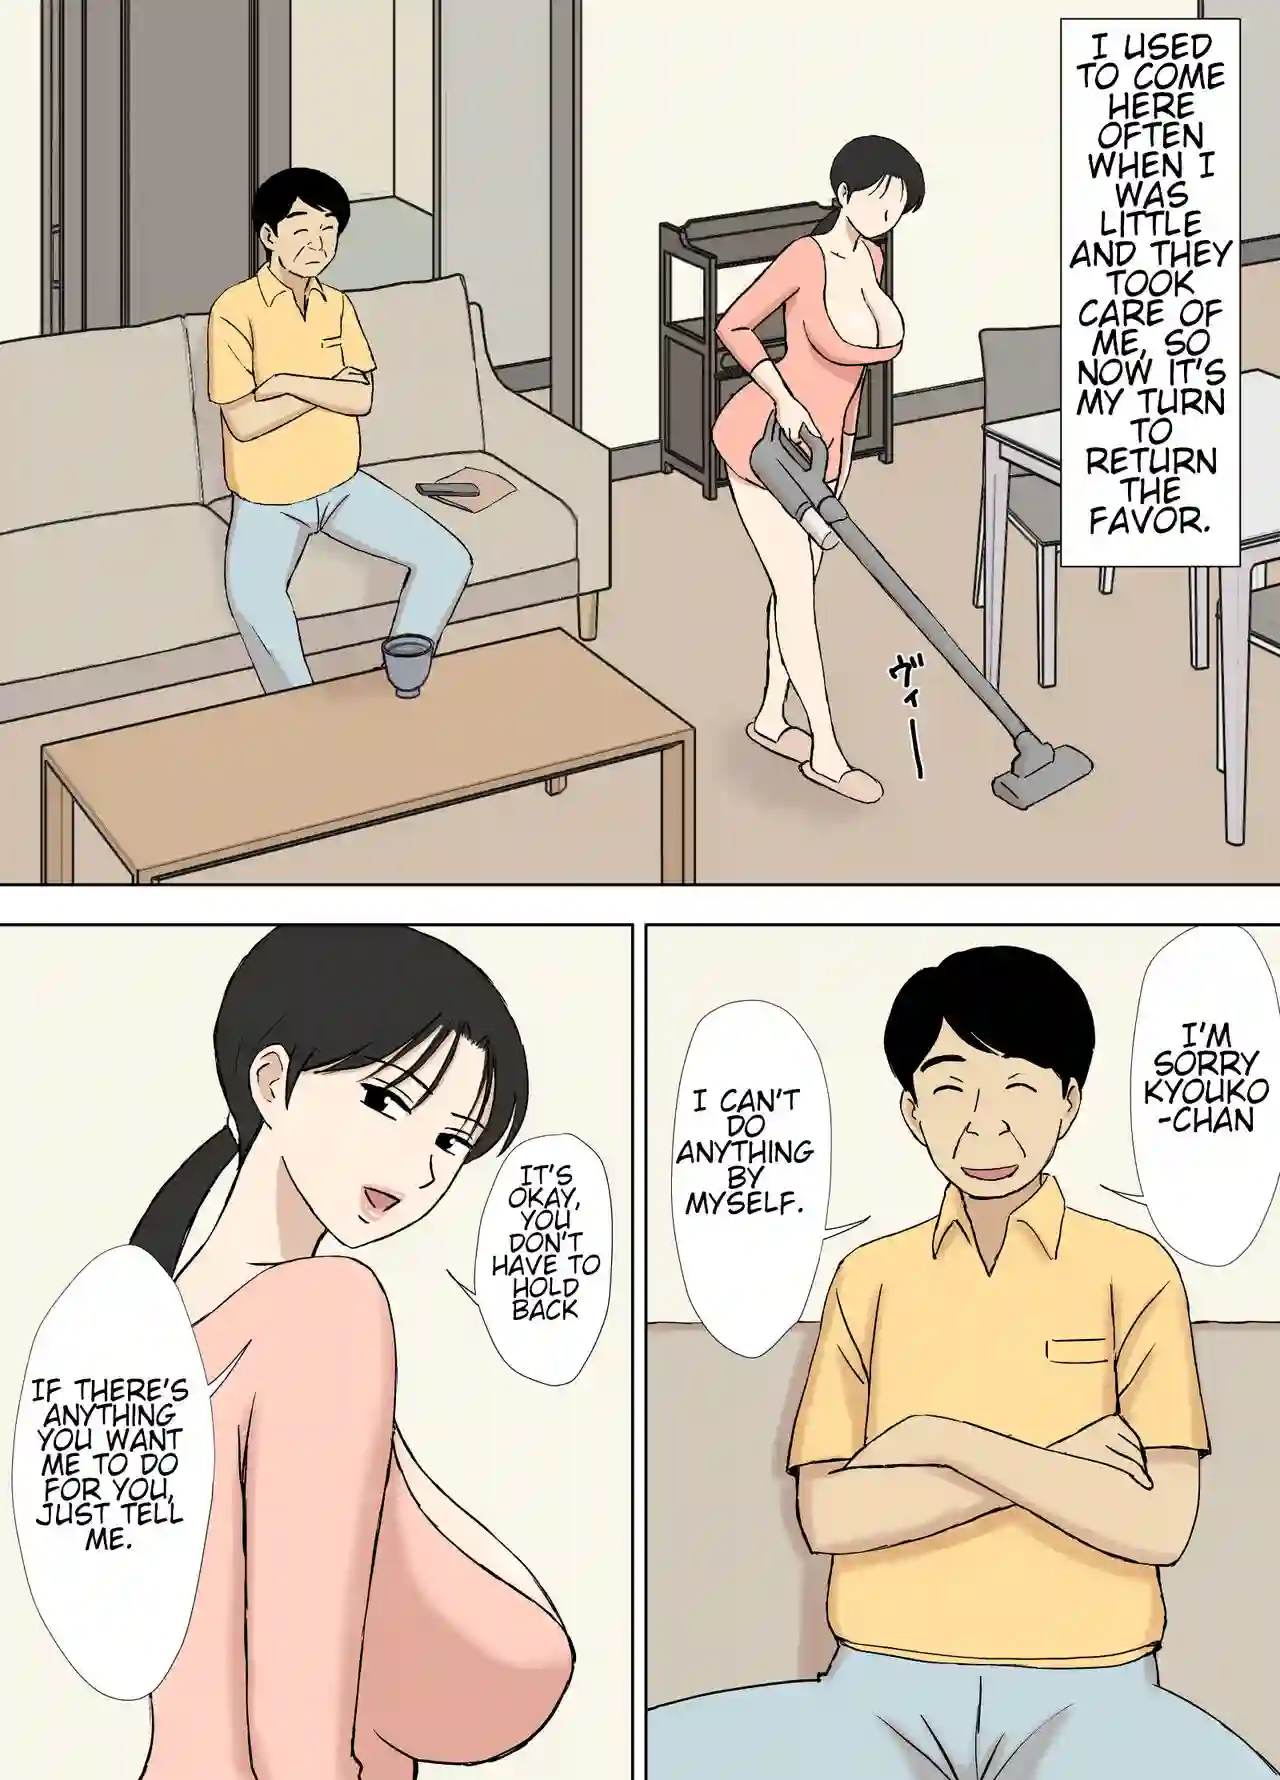 I USED
TO COME
HERE
OFTEN
WHEN I
WAS
LITTLE
AND THEY
TOOK
CARE OF
ME, SO
NOW IT'S
MY TURN
TO
RETURN
THE
FAVOR.
ヴィー
I'M
SORRY
KYOUKO
-CHAN
I CAN'T
DO
ANYTHING
BY
MYSELF.
IT'S
OKAY,
YOU
DON'T
HAVE TO
HOLD
BACK
IF THERE'S
ANYTHING
YOU WANT
ME TO DO
FOR YOU,
JUST TELL
ME.